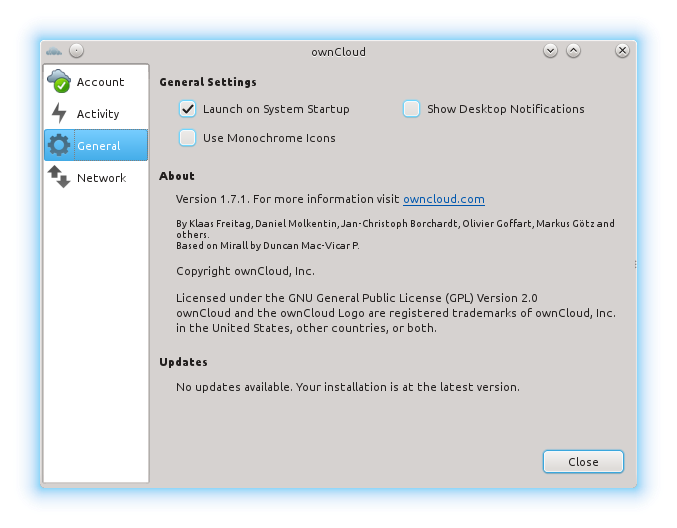 ownCloud
Account
Activity
General
Network
General Settings
Launch on System Startup
Show Desktop Notifications
Use Monochrome Icons
About
Version 1.7.1. For more information visit owncloud.com
By Klaas Freitag, Daniel Molkentin, Jan-Christoph Borchardt, Olivier Goffart, Markus Götz and
others.
Based on Mirall by Duncan Mac-Vicar P.
Copyright ownCloud, Inc.
Licensed under the GNU General Public License (GPL) Version 2.0
ownCloud and the ownCloud Logo are registered trademarks of ownCloud, Inc.
in the United States, other countries, or both.
Updates
No updates available. Your installation is at the latest version.
Close